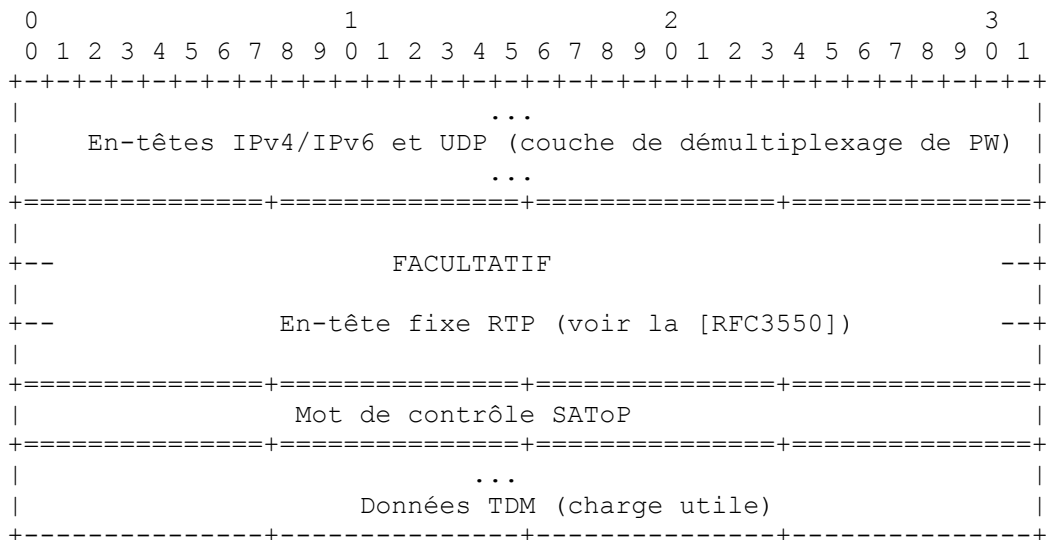 0                   1                   2                   3
 0 1 2 3 4 5 6 7 8 9 0 1 2 3 4 5 6 7 8 9 0 1 2 3 4 5 6 7 8 9 0 1
+-+-+-+-+-+-+-+-+-+-+-+-+-+-+-+-+-+-+-+-+-+-+-+-+-+-+-+-+-+-+-+-+
|                             ...                               |
|    En-têtes IPv4/IPv6 et UDP (couche de démultiplexage de PW) |
|                             ...                               |
+===============+===============+===============+===============+
|                                                               |
+--                     FACULTATIF                            --+
|                                                               |
+--              En-tête fixe RTP (voir la [RFC3550])         --+
|                                                               |
+===============+===============+===============+===============+
|                 Mot de contrôle SAToP                         |
+===============+===============+===============+===============+
|                            ...                                |
|                     Données TDM (charge utile)                |
+---------------+---------------+---------------+---------------+